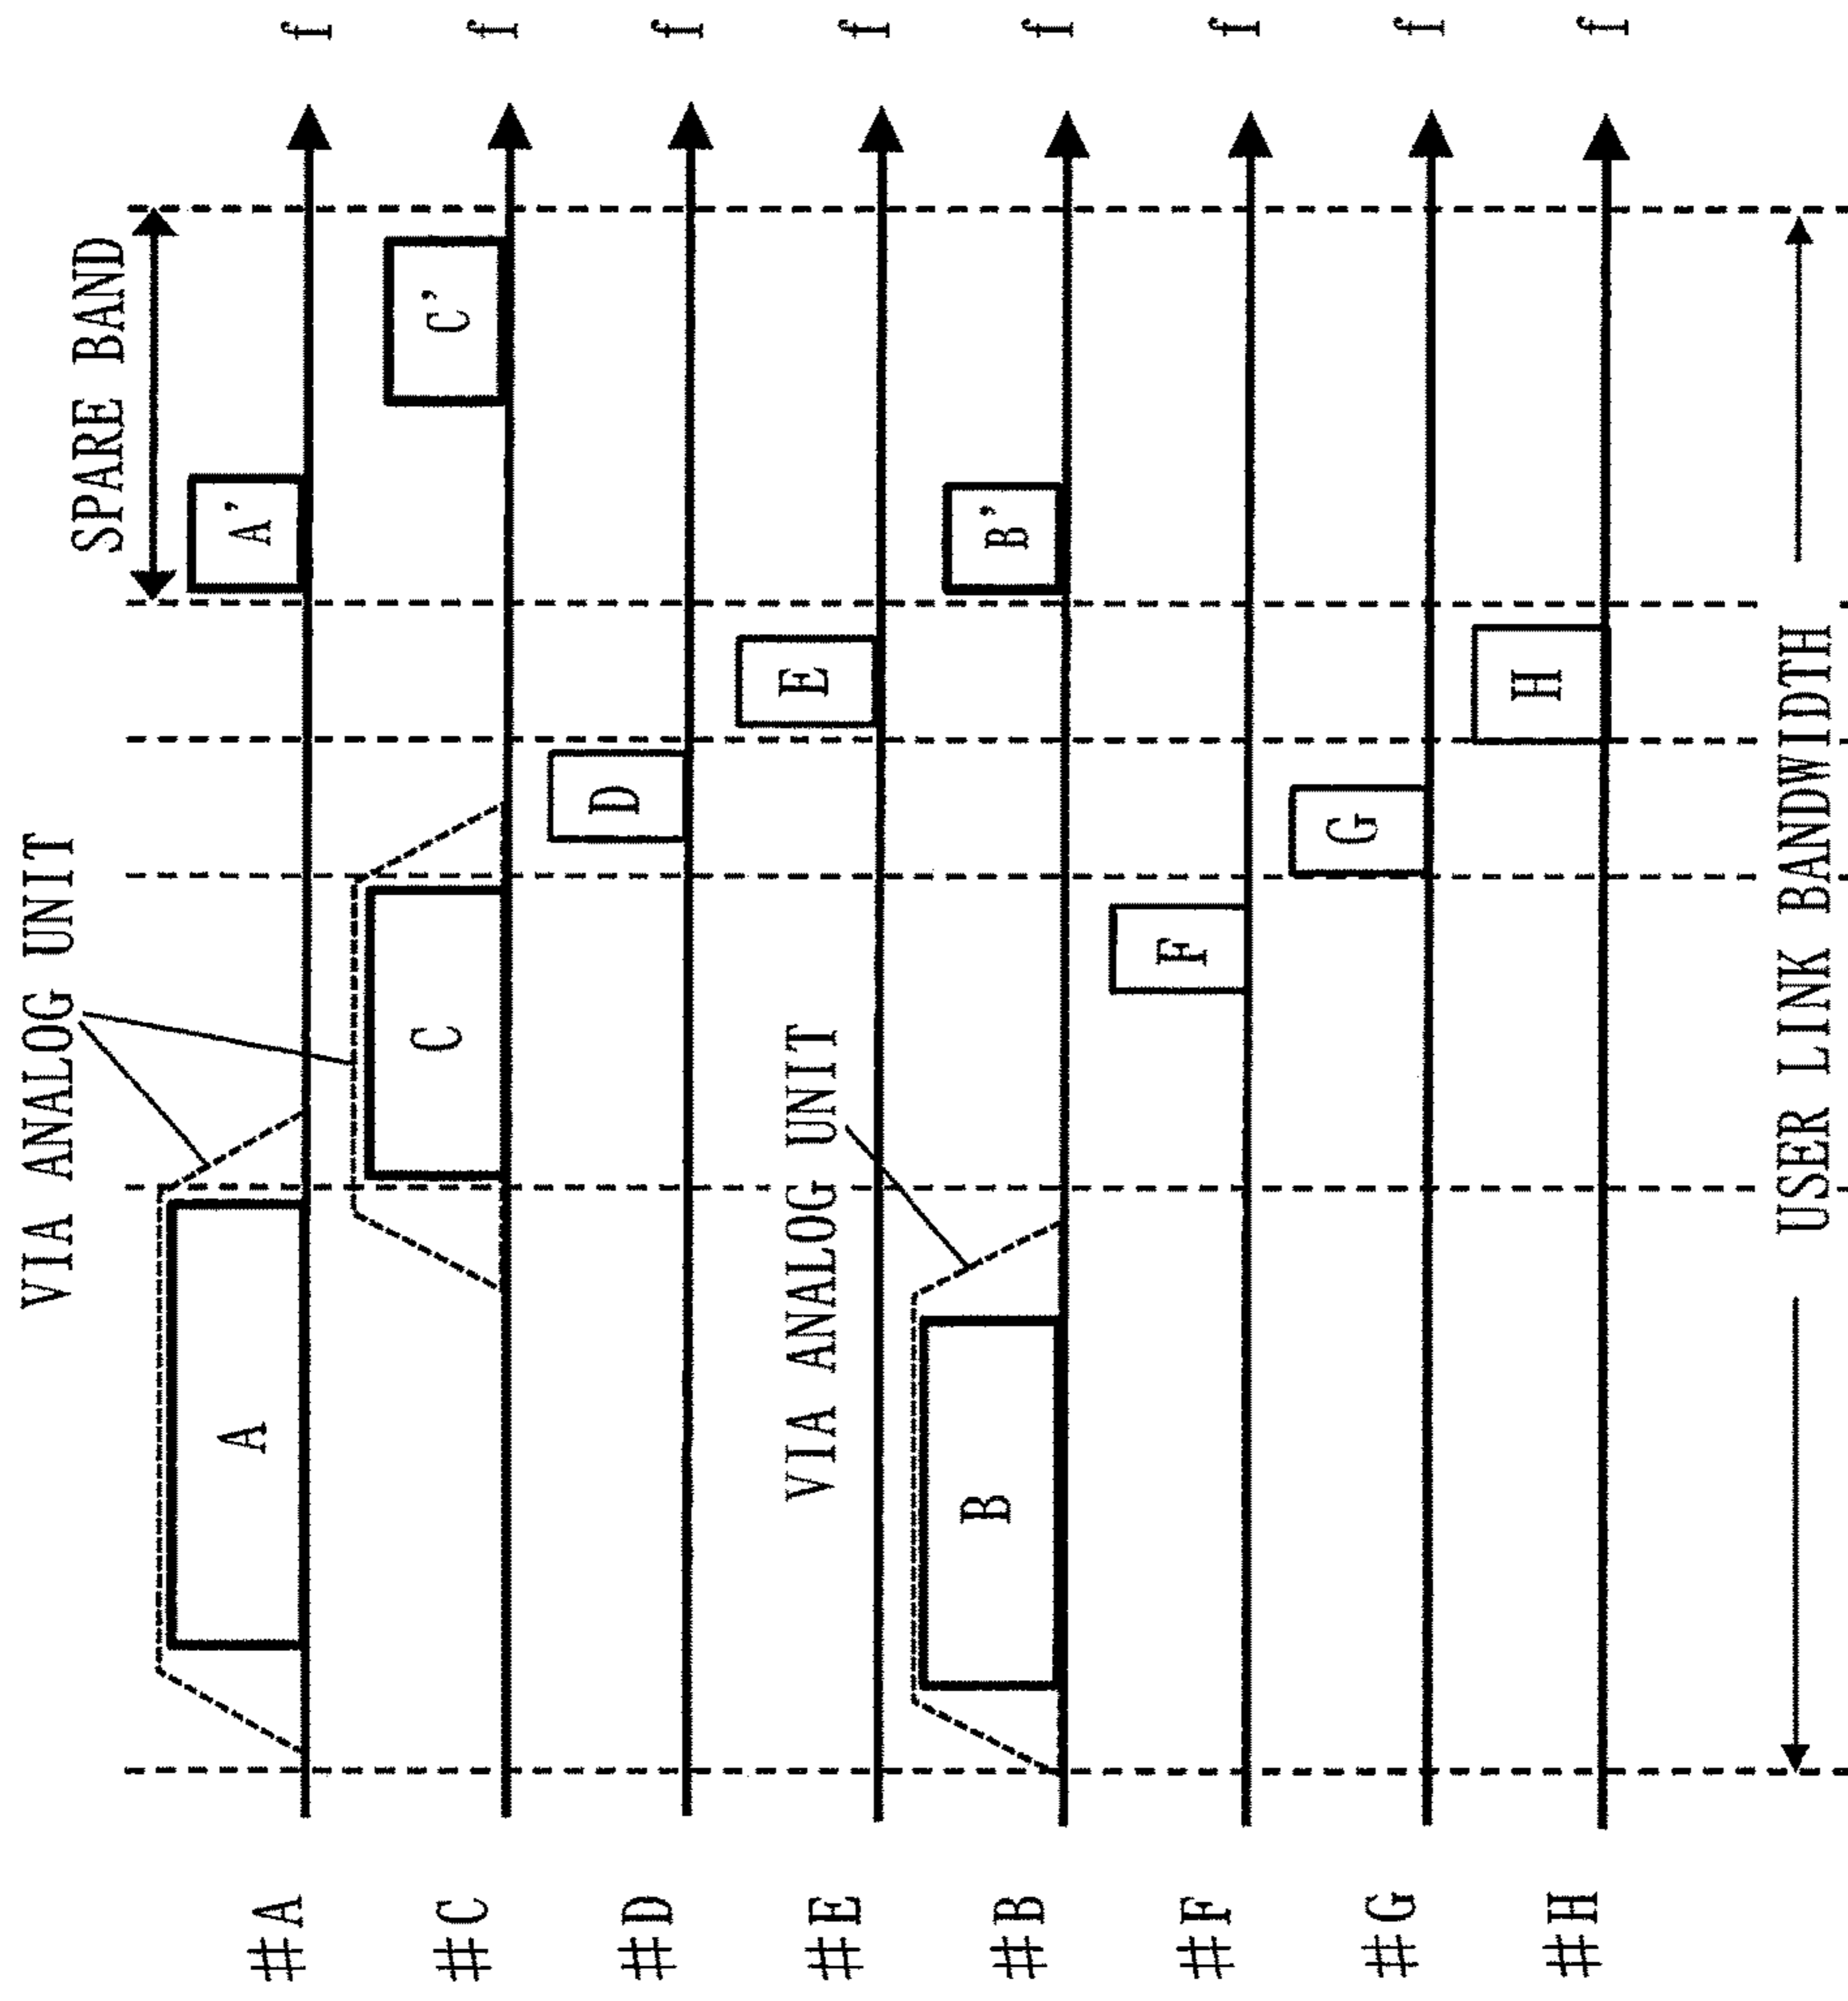 VIA ANALOG UNIT
SPARE BAND
#A A A' f
#C C C' f
#D D f
#E E f
VIA ANALOG UNIT
#B B B' f
#F F f
#G G f
#H H f
USER LINK BANDWIDTH